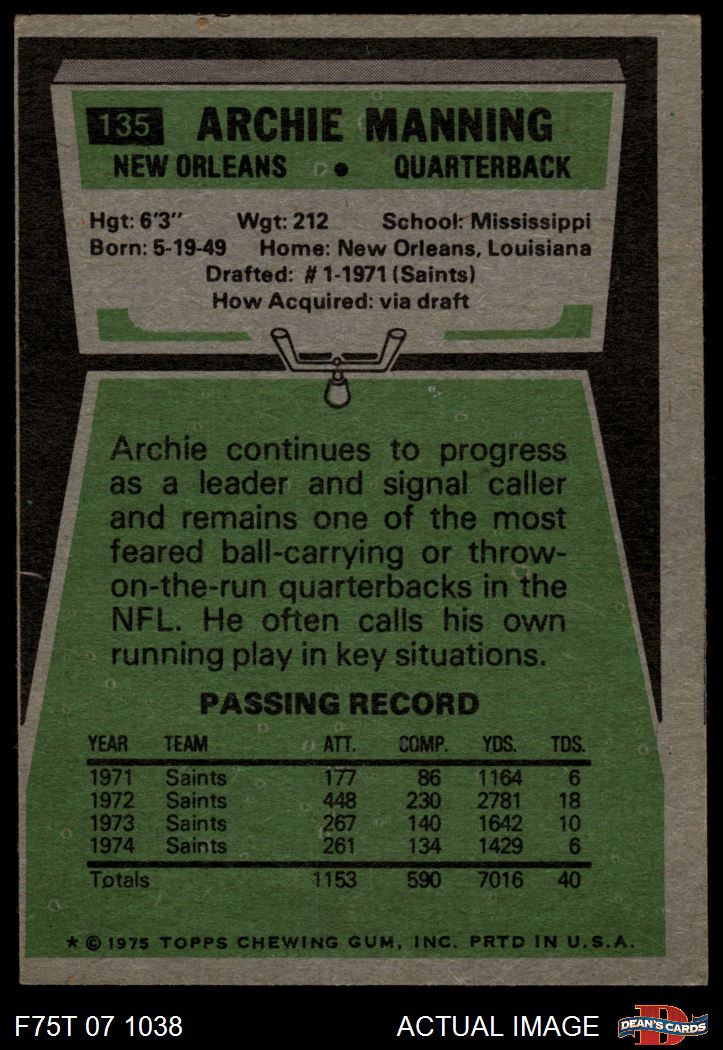 135 ARCHIE MANNING
NEW ORLEANS • QUARTERBACK
Hgt: 6'3" Wgt: 212 School: Mississippi
Born: 5-19-49 Home: New Orleans, Louisiana
Drafted: #1-1971 (Saints)
How Acquired: via draft
Archie continues to progress
as a leader and signal caller
and remains one of the most
feared ball-carrying or throw-
on-the-run quarterbacks in the
NFL. He often calls his own
running play in key situations.
PASSING RECORD
YEAR TEAM ATT. COMP. YDS. TDS.
1971 Saints 177 86 1164 6
1972 Saints 448 230 2781 18
1973 Saints 267 140 1642 10
1974 Saints 261 134 1429 6
Totals 1153 590 7016 40
* © 1975 TOPPS CHEWING GUM, INC. PRTD IN U.S.A.
F75T 07 1038 ACTUAL IMAGE D DEAN'S CARDS